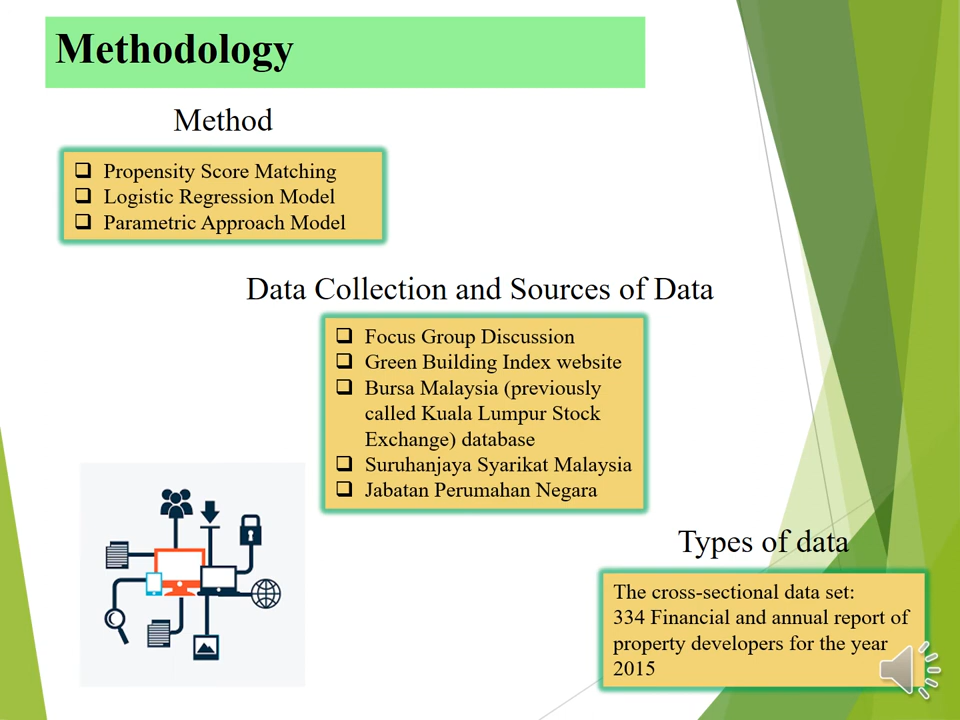 Methodology
Method
❑ Propensity Score Matching
❑ Logistic Regression Model
❑ Parametric Approach Model
Data Collection and Sources of Data
❑ Focus Group Discussion
❑ Green Building Index website
❑ Bursa Malaysia (previously
called Kuala Lumpur Stock
Exchange) database
❑ Suruhanjaya Syarikat Malaysia
❑ Jabatan Perumahan Negara
Types of data
The cross-sectional data set:
334 Financial and annual report of
property developers for the year
2015